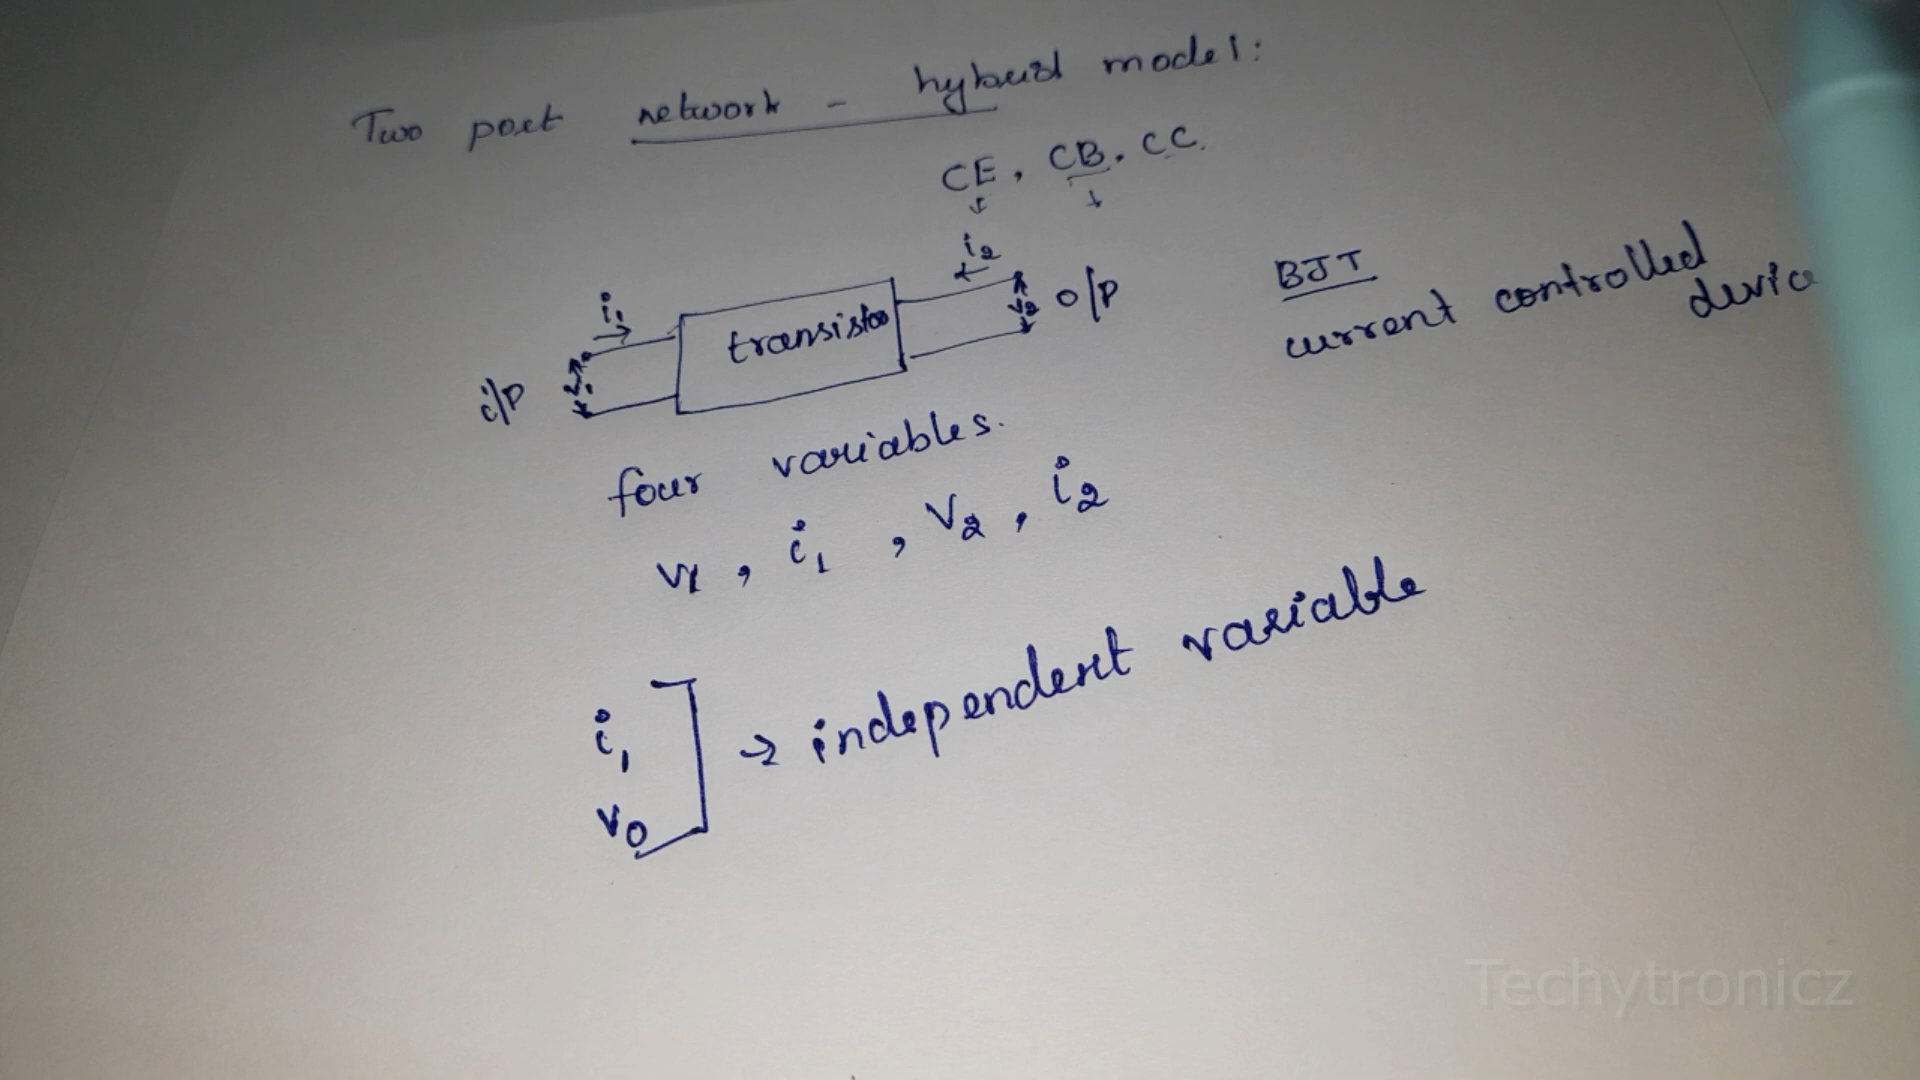 Two port network - hybrid model:
CE, CB, CC.
i1
i2
i/P
V1
transistor
V2
o/P
BJT
current controlled
device
four variables.
V1, i1, V2, i2
i1
V0
→ independent variable
Techytronicz